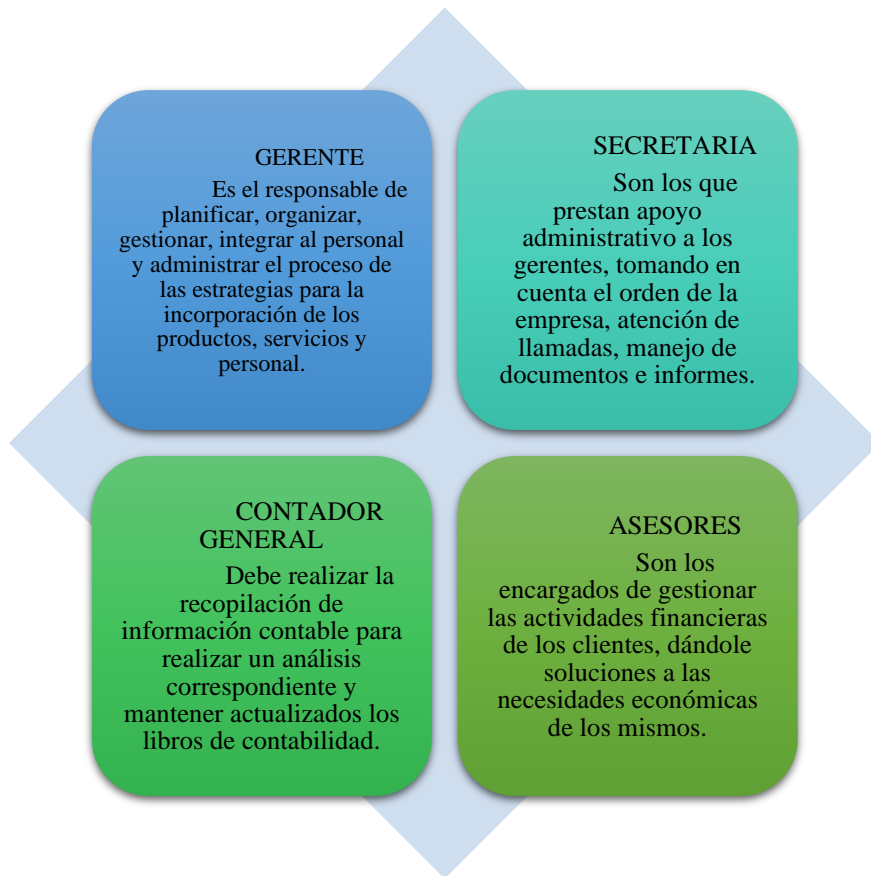 GERENTE
Es el responsable de
planificar, organizar,
gestionar, integrar al personal
y administrar el proceso de
las estrategias para la
incorporación de los
productos, servicios y
personal.
SECRETARIA
Son los que
prestan apoyo
administrativo a los
gerentes, tomando en
cuenta el orden de la
empresa, atención de
llamadas, manejo de
documentos e informes.
CONTADOR
GENERAL
Debe realizar la
recopilación de
información contable para
realizar un análisis
correspondiente y
mantener actualizados los
libros de contabilidad.
ASESORES
Son los
encargados de gestionar
las actividades financieras
de los clientes, dándole
soluciones a las
necesidades económicas
de los mismos.